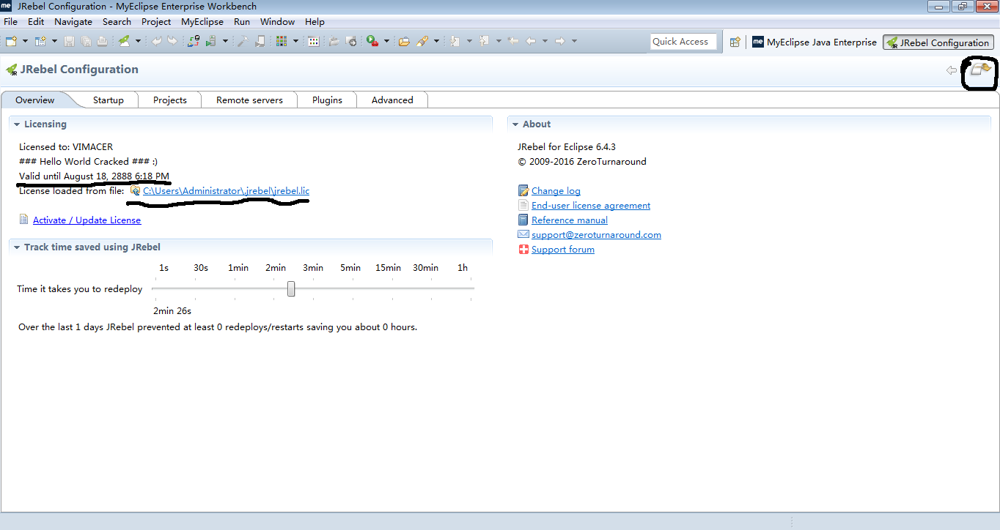 me JRebel Configuration - MyEclipse Enterprise Workbench
File Edit Navigate Search Project MyEclipse Run Window Help
Quick Access
me MyEclipse Java Enterprise
JR JRebel Configuration
JR JRebel Configuration
Overview Startup Projects Remote servers Plugins Advanced
Licensing
Licensed to: VIMACER
### Hello World Cracked ### :)
Valid until August 18, 2888 6:18 PM
License loaded from file: C:\Users\Administrator\.jrebel\jrebel.lic
Activate / Update License
Track time saved using JRebel
1s 30s 1min 2min 3min 5min 15min 30min 1h
Time it takes you to redeploy
2min 26s
Over the last 1 days JRebel prevented at least 0 redeploys/restarts saving you about 0 hours.
About
JRebel for Eclipse 6.4.3
© 2009-2016 ZeroTurnaround
Change log
End-user license agreement
Reference manual
support@zeroturnaround.com
Support forum